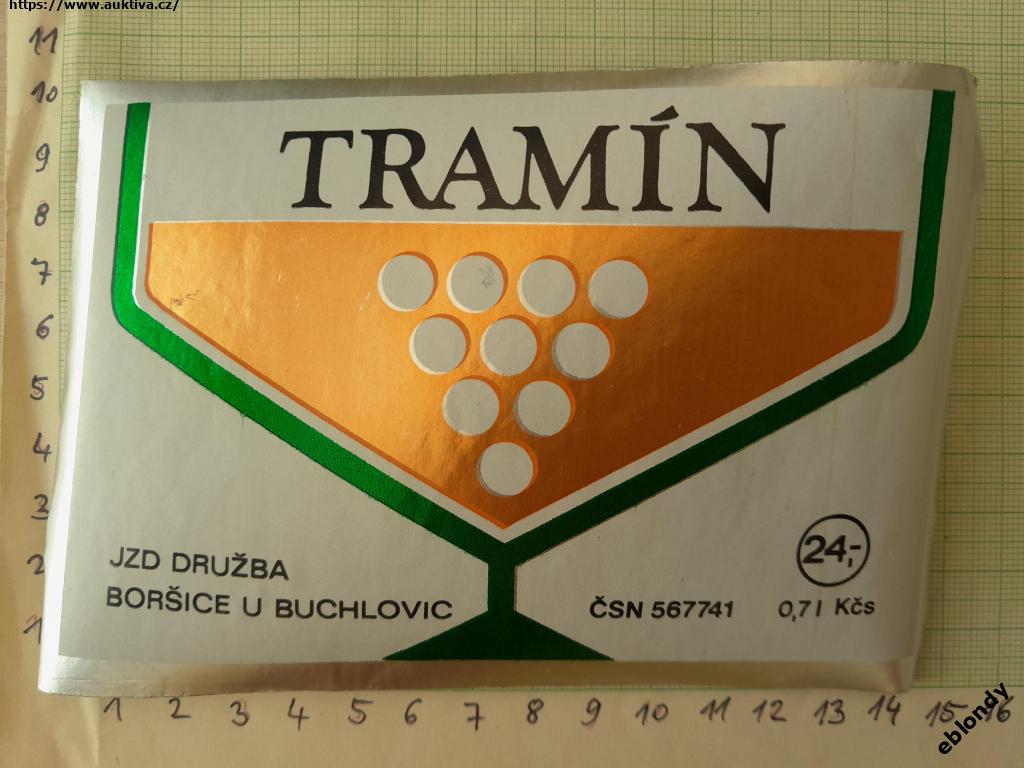 https://www.auktiva.cz/
11
10
9
8
7
6
5
4
3
2
1
TRAMÍN
JZD DRUŽBA
BORŠICE U BUCHLOVIC
ČSN 567741
24,-
0,7 l Kčs
1 2 3 4 5 6 7 8 9 10 11 12 13 14 15 16
eblondy